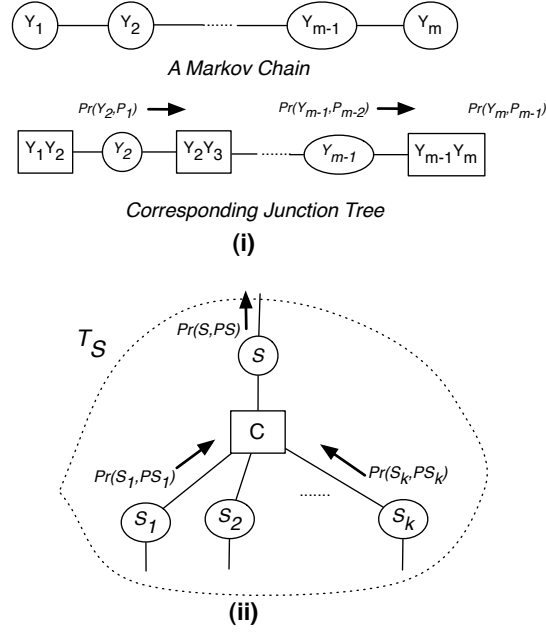 Y₁ Y₂ ........ Yₘ₋₁ Yₘ
A Markov Chain
Pr(Y₂,P₁) Pr(Yₘ₋₁,Pₘ₋₂) Pr(Yₘ,Pₘ₋₁)
Y₁Y₂ Y₂ Y₂Y₃ ........ Yₘ₋₁ Yₘ₋₁Yₘ
Corresponding Junction Tree
(i)
T_S
Pr(S,PS)
S
C
Pr(S₁,PS₁) Pr(Sₖ,PSₖ)
.......
S₁ S₂ Sₖ
(ii)